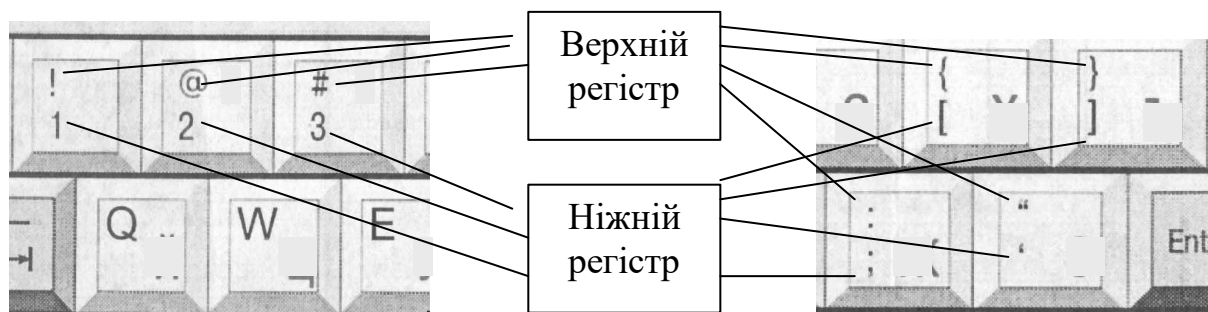 Верхній
регістр
Ніжній
регістр
! @ #
1 2 3
Q W E
{ }
[ ]
: “
; ‘
Ent